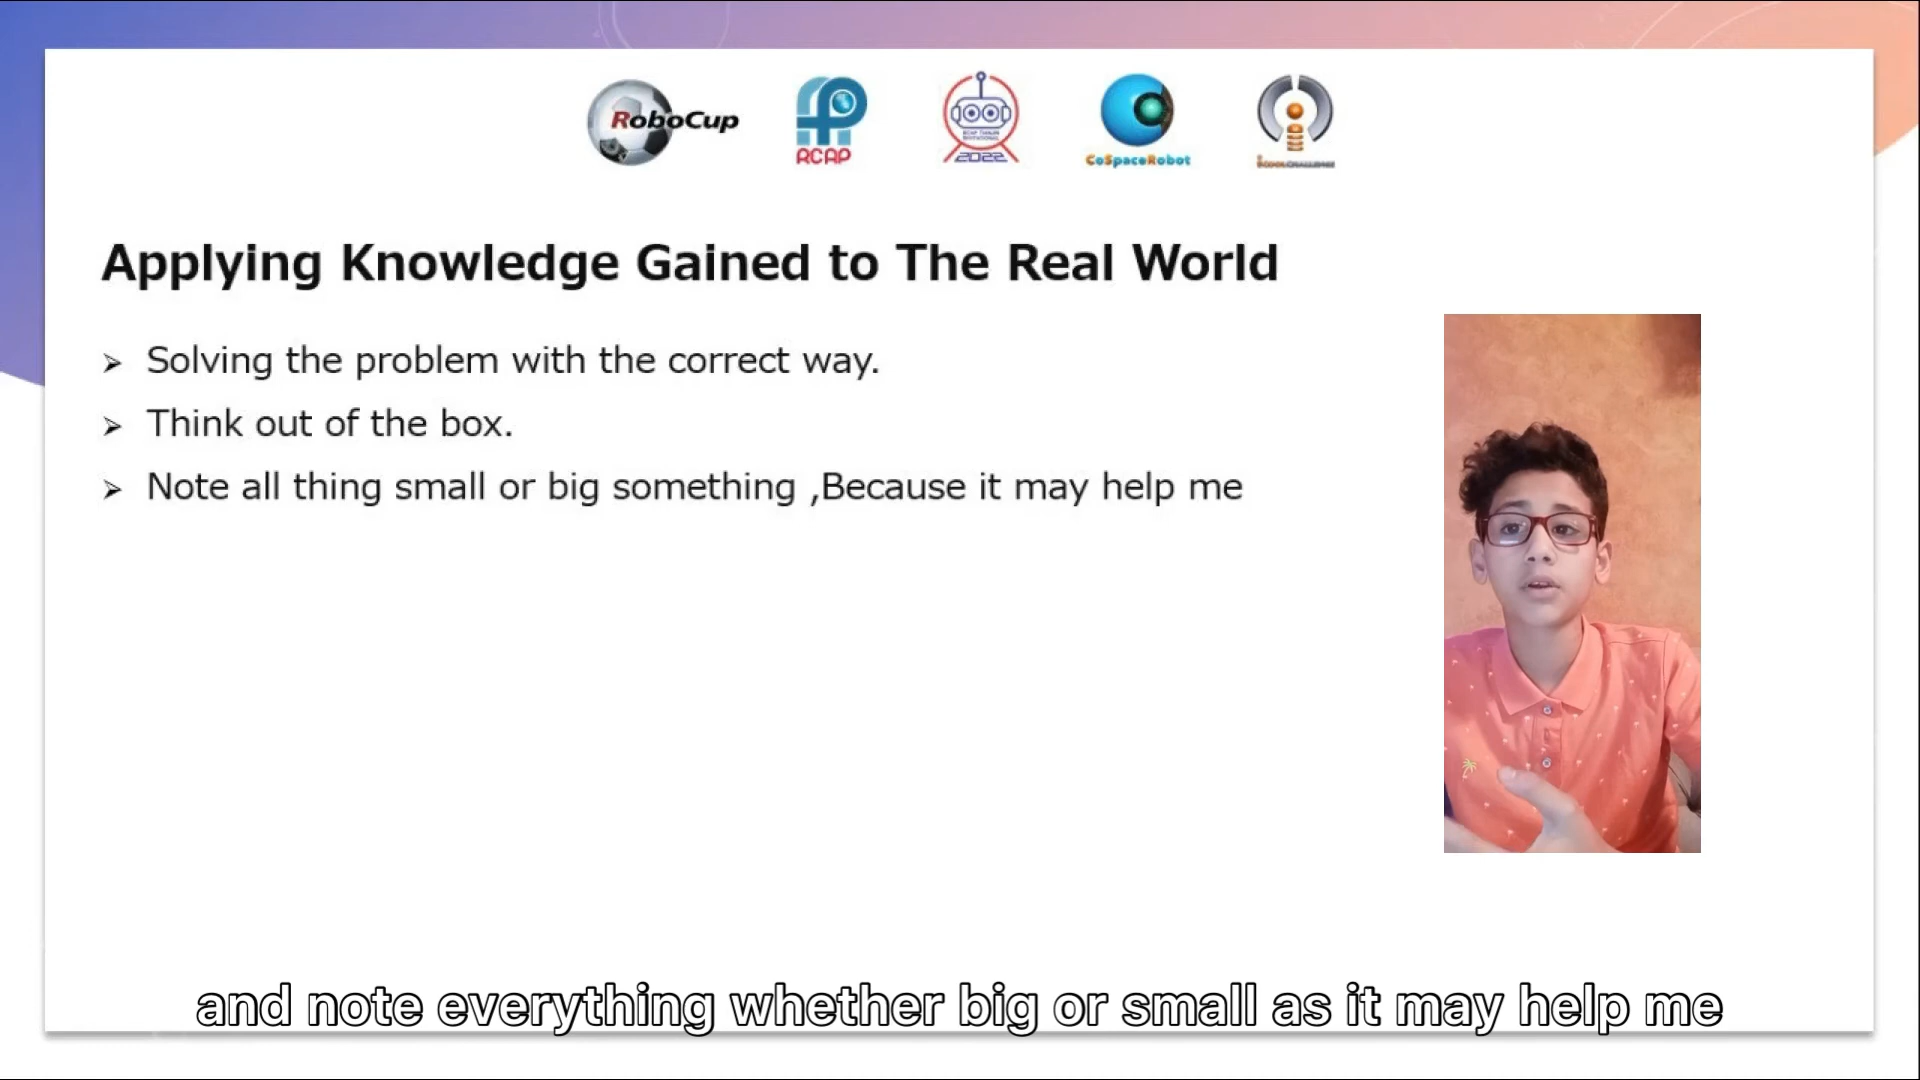 RoboCup
RCAP
2022
CoSpaceRobot
Applying Knowledge Gained to The Real World
➢ Solving the problem with the correct way.
➢ Think out of the box.
➢ Note all thing small or big something ,Because it may help me
and note everything whether big or small as it may help me